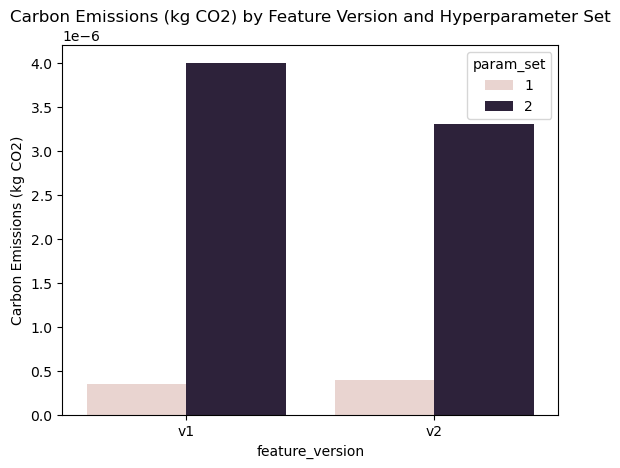 Carbon Emissions (kg CO2) by Feature Version and Hyperparameter Set
1e−6
4.0
3.5
3.0
2.5
2.0
1.5
1.0
0.5
0.0
Carbon Emissions (kg CO2)
param_set
1
2
v1
v2
feature_version